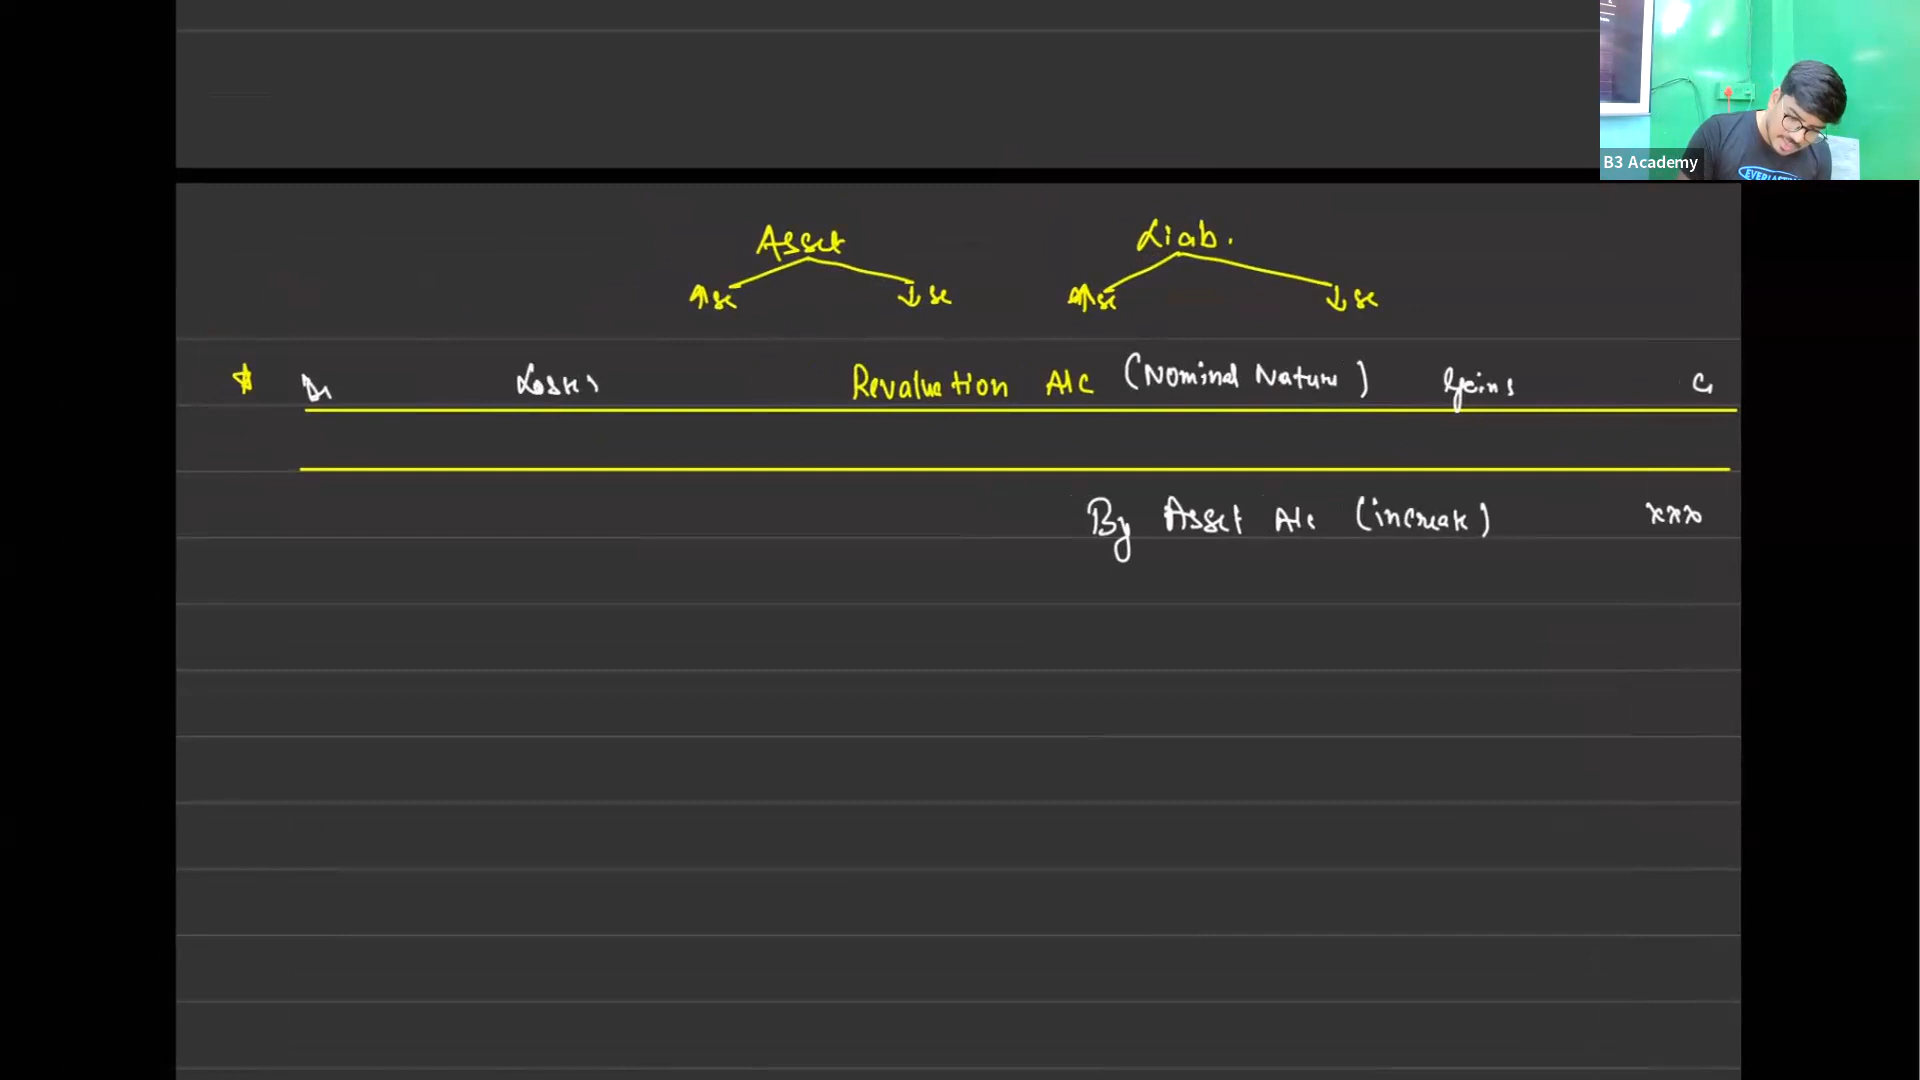 B3 Academy
EVERLAST
Asset Liab.
↑se ↓se ↑se ↓se
Dr Losses Revaluation A/c (Nominal Nature) Gains Cr
By Asset A/c (increase) xxx